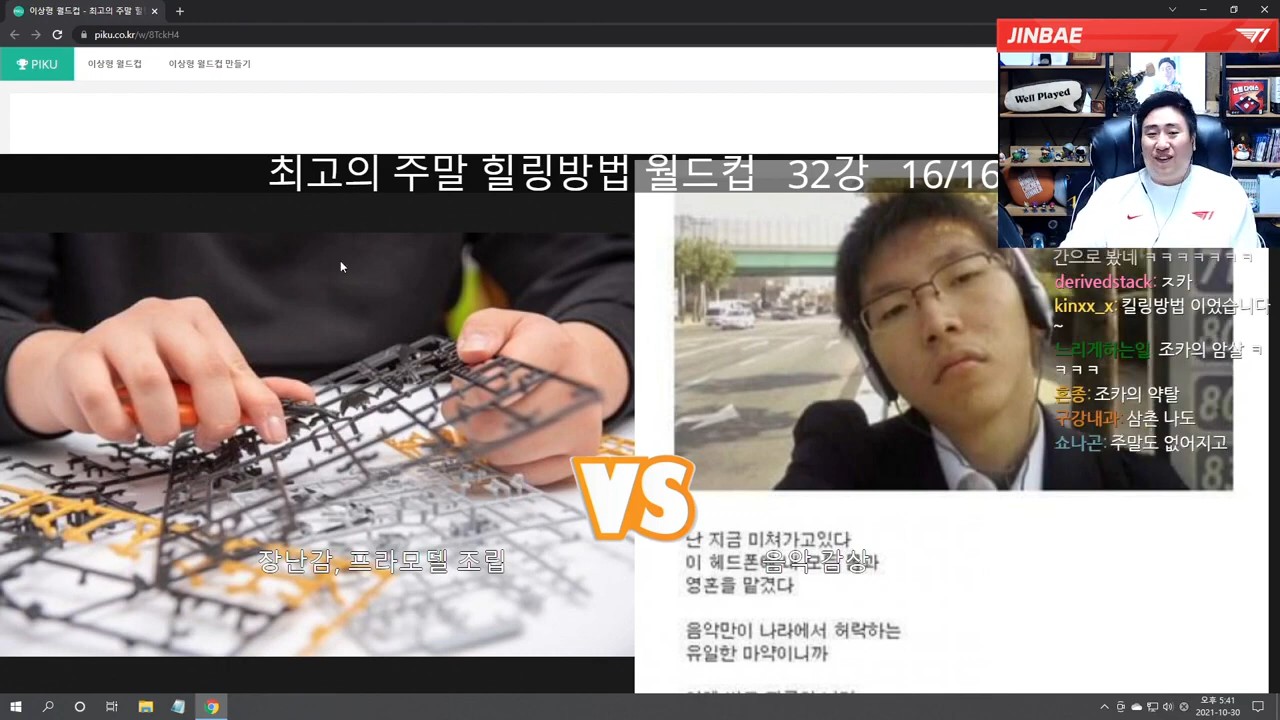 이상형 월드컵 - 최고의 주말 힐
piku.co.kr/w/8TckH4
PIKU
이상형 월드컵
이상형 월드컵 만들기
JINBAE
T1
Well Played
최고의 주말 힐링방법 월드컵 32강 16/16
간으로 봤네 ㅋㅋㅋㅋㅋㅋㅋ
derivedstack: ㅈ카
kinxx_x: 킬링방법 이었습니다
~
느리게하는일 조카의 암살 ㅋ
ㅋㅋㅋ
혼종: 조카의 약탈
구강내과: 삼촌 나도
쇼나곤: 주말도 없어지고
VS
장난감, 프라모델 조립
음악 감상
난 지금 미쳐가고있다
이 헤드폰
영혼을 맡겼다
음악만이 나라에서 허락하는
유일한 마약이니까
오후 5:41
2021-10-30